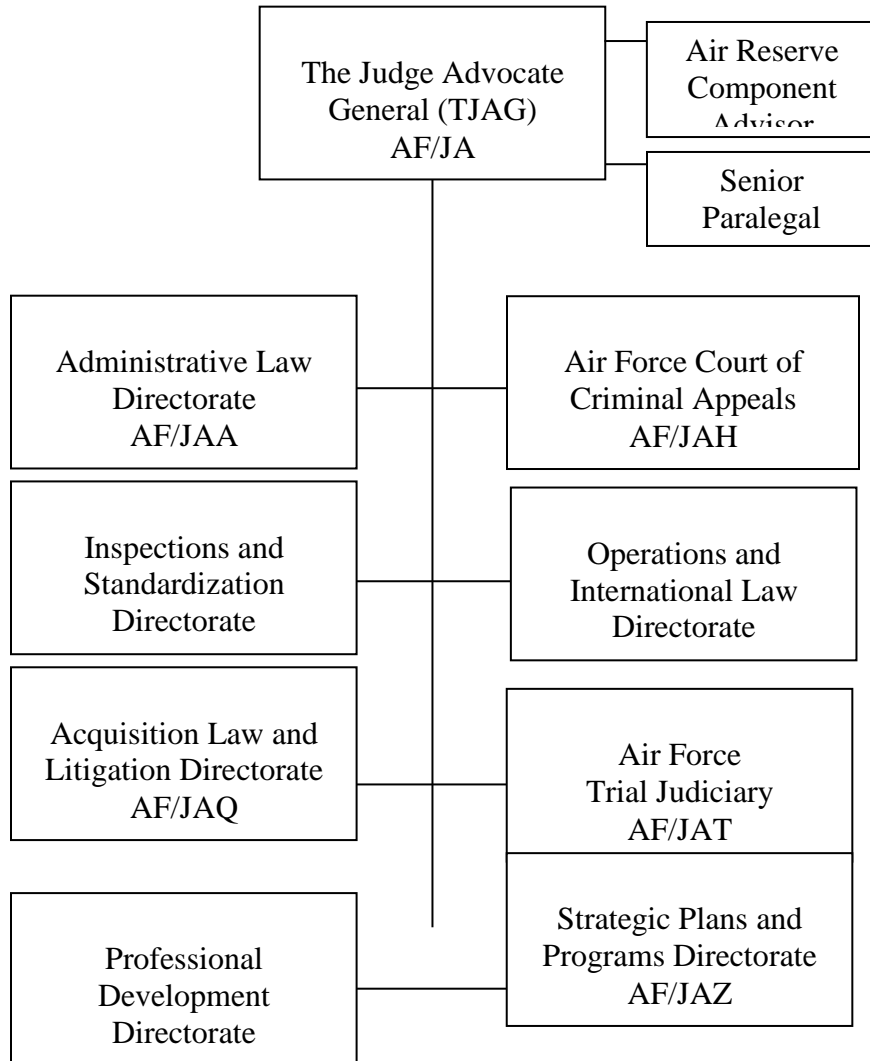 The Judge Advocate
General (TJAG)
AF/JA
Air Reserve
Component
Advisor
Senior
Paralegal
Administrative Law
Directorate
AF/JAA
Air Force Court of
Criminal Appeals
AF/JAH
Inspections and
Standardization
Directorate
Operations and
International Law
Directorate
Acquisition Law and
Litigation Directorate
AF/JAQ
Air Force
Trial Judiciary
AF/JAT
Professional
Development
Directorate
Strategic Plans and
Programs Directorate
AF/JAZ